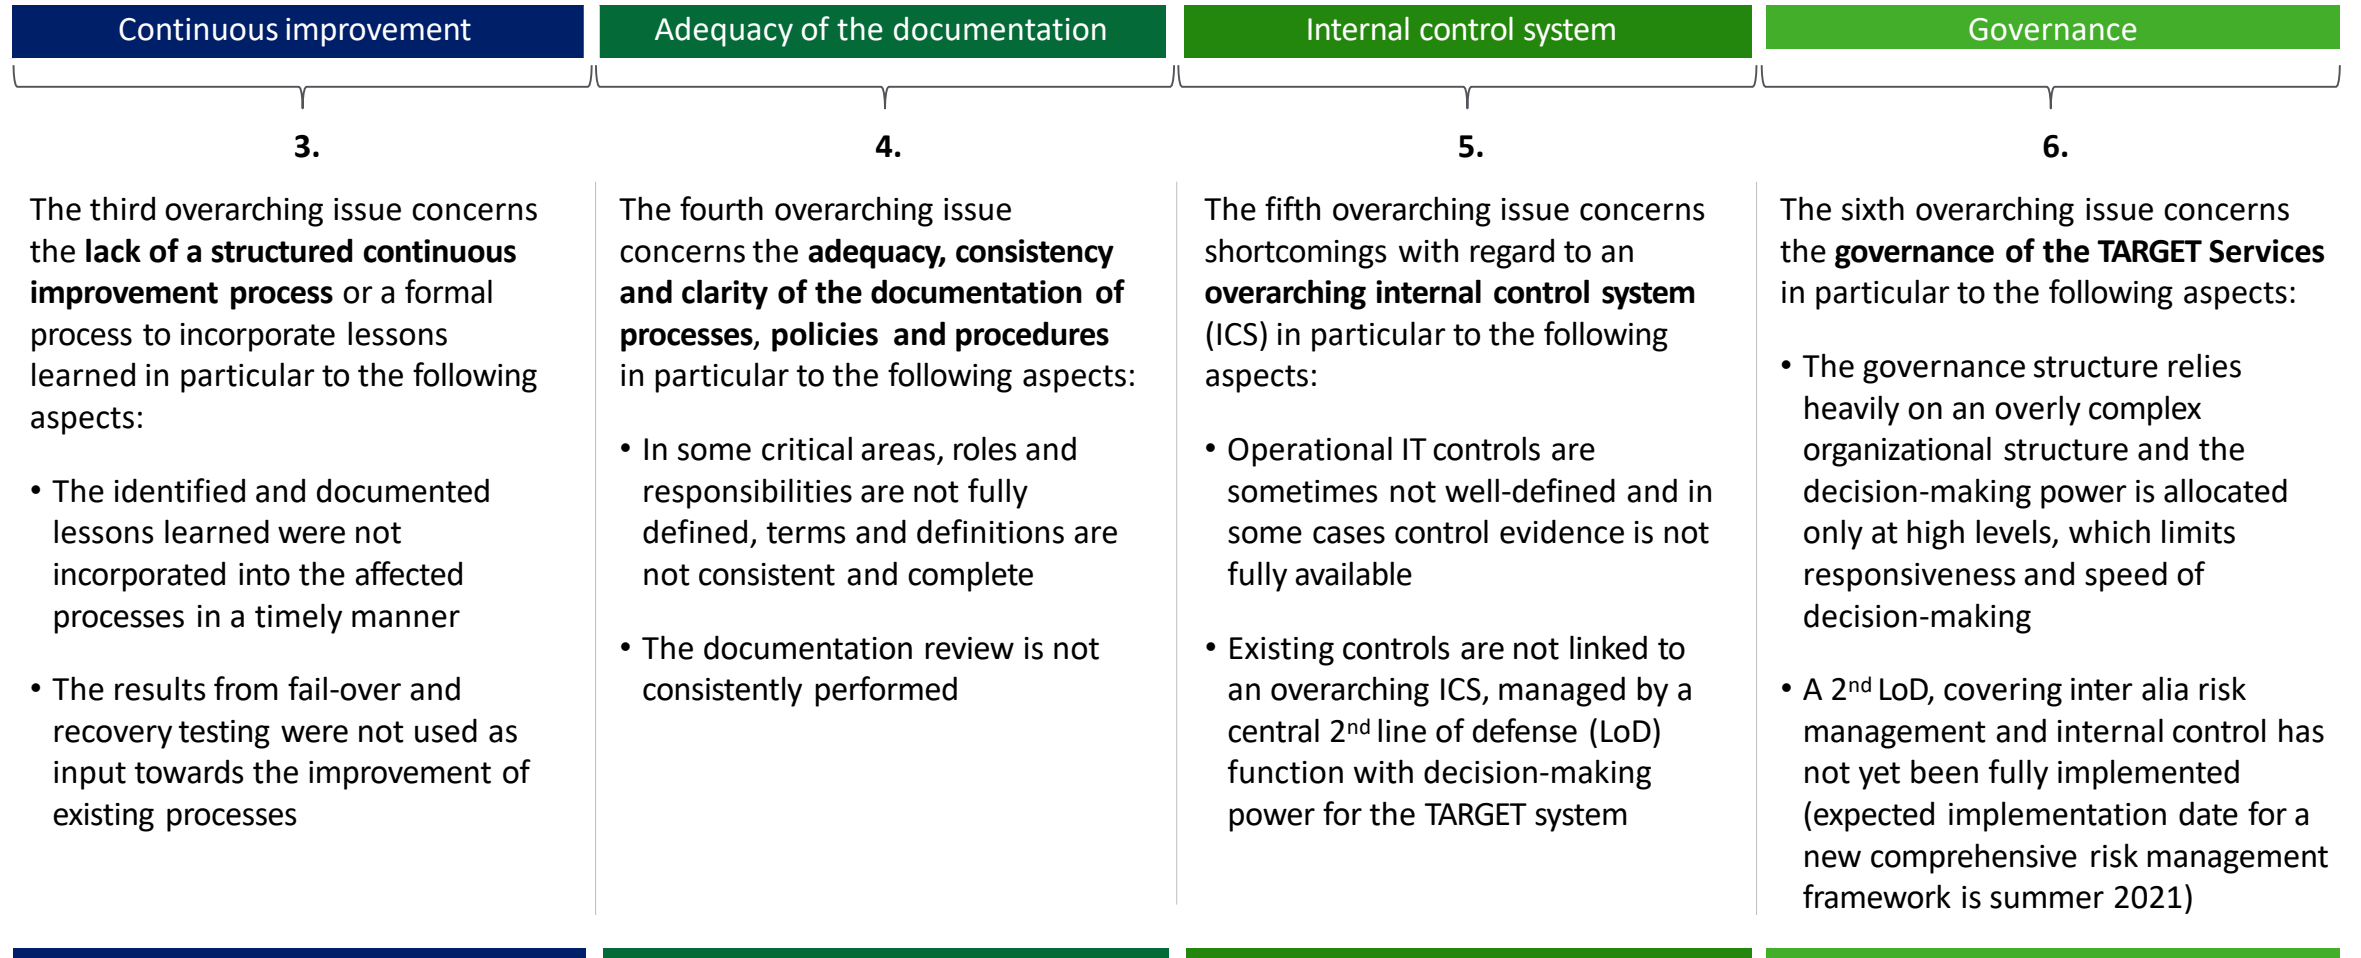 Continuous improvement
Adequacy of the documentation
Internal control system
Governance
3.
The third overarching issue concerns
the lack of a structured continuous
improvement process or a formal
process to incorporate lessons
learned in particular to the following
aspects:
• The identified and documented
lessons learned were not
incorporated into the affected
processes in a timely manner
• The results from fail-over and
recovery testing were not used as
input towards the improvement of
existing processes
4.
The fourth overarching issue
concerns the adequacy, consistency
and clarity of the documentation of
processes, policies and procedures
in particular to the following aspects:
• In some critical areas, roles and
responsibilities are not fully
defined, terms and definitions are
not consistent and complete
• The documentation review is not
consistently performed
5.
The fifth overarching issue concerns
shortcomings with regard to an
overarching internal control system
(ICS) in particular to the following
aspects:
• Operational IT controls are
sometimes not well-defined and in
some cases control evidence is not
fully available
• Existing controls are not linked to
an overarching ICS, managed by a
central 2nd line of defense (LoD)
function with decision-making
power for the TARGET system
6.
The sixth overarching issue concerns
the governance of the TARGET Services
in particular to the following aspects:
• The governance structure relies
heavily on an overly complex
organizational structure and the
decision-making power is allocated
only at high levels, which limits
responsiveness and speed of
decision-making
• A 2nd LoD, covering inter alia risk
management and internal control has
not yet been fully implemented
(expected implementation date for a
new comprehensive risk management
framework is summer 2021)